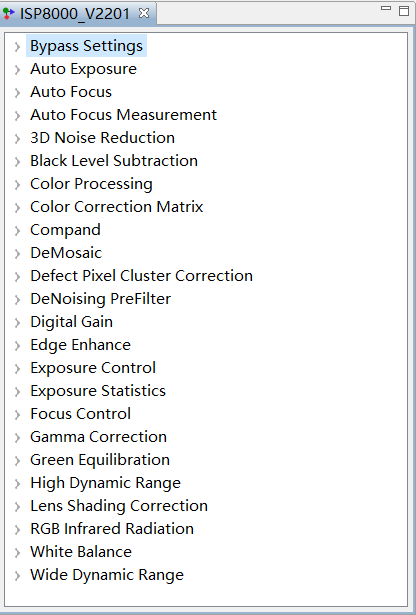 ISP8000_V2201
Bypass Settings
Auto Exposure
Auto Focus
Auto Focus Measurement
3D Noise Reduction
Black Level Subtraction
Color Processing
Color Correction Matrix
Compand
DeMosaic
Defect Pixel Cluster Correction
DeNoising PreFilter
Digital Gain
Edge Enhance
Exposure Control
Exposure Statistics
Focus Control
Gamma Correction
Green Equilibration
High Dynamic Range
Lens Shading Correction
RGB Infrared Radiation
White Balance
Wide Dynamic Range